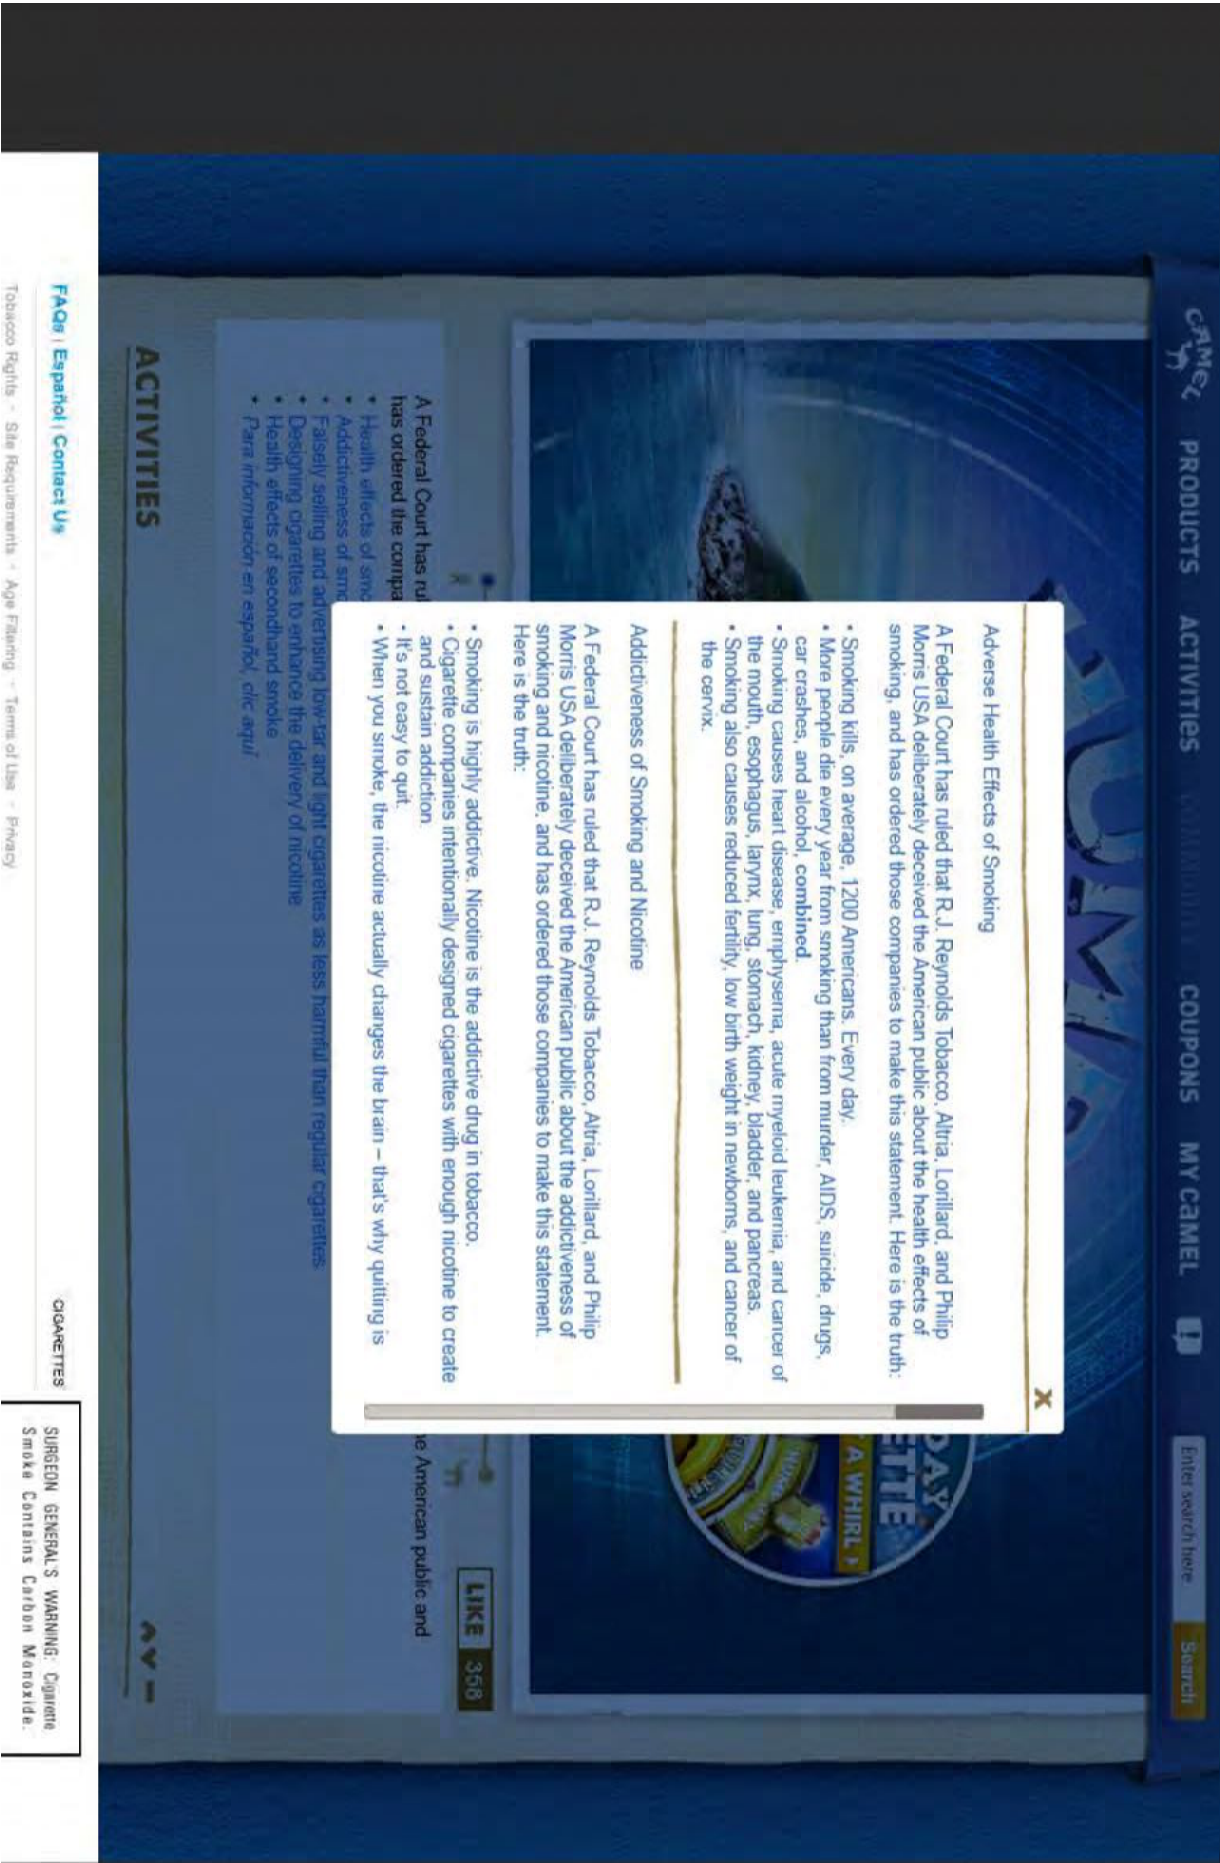 CAMEL PRODUCTS ACTIVITIES COMMUNITY COUPONS MY CAMEL ! Enter search here Search
X
Adverse Health Effects of Smoking
A Federal Court has ruled that R.J. Reynolds Tobacco, Altria, Lorillard, and Philip
Morris USA deliberately deceived the American public about the health effects of
smoking, and has ordered those companies to make this statement. Here is the truth:
• Smoking kills, on average, 1200 Americans. Every day.
• More people die every year from smoking than from murder, AIDS, suicide, drugs,
car crashes, and alcohol, combined.
• Smoking causes heart disease, emphysema, acute myeloid leukemia, and cancer of
the mouth, esophagus, larynx, lung, stomach, kidney, bladder, and pancreas.
• Smoking also causes reduced fertility, low birth weight in newborns, and cancer of
the cervix.
Addictiveness of Smoking and Nicotine
A Federal Court has ruled that R.J. Reynolds Tobacco, Altria, Lorillard, and Philip
Morris USA deliberately deceived the American public about the addictiveness of
smoking and nicotine, and has ordered those companies to make this statement.
Here is the truth:
• Smoking is highly addictive. Nicotine is the addictive drug in tobacco.
• Cigarette companies intentionally designed cigarettes with enough nicotine to create
and sustain addiction.
• It's not easy to quit.
• When you smoke, the nicotine actually changes the brain – that's why quitting is
DAY
ETTE
A WHIRL
LIKE 358
A Federal Court has rul
e American public and
has ordered the compa
• Health effects of smo
• Addictiveness of smo
• Falsely selling and advertising low-tar and light cigarettes as less harmful than regular cigarettes
• Designing cigarettes to enhance the delivery of nicotine
• Health effects of secondhand smoke
• Para información en español, clic aquí
ACTIVITIES
FAQs | Español | Contact Us
CIGARETTES
Tobacco Rights - Site Requirements - Age Filtering - Terms of Use - Privacy
SURGEON GENERAL'S WARNING: Cigarette
Smoke Contains Carbon Monoxide.